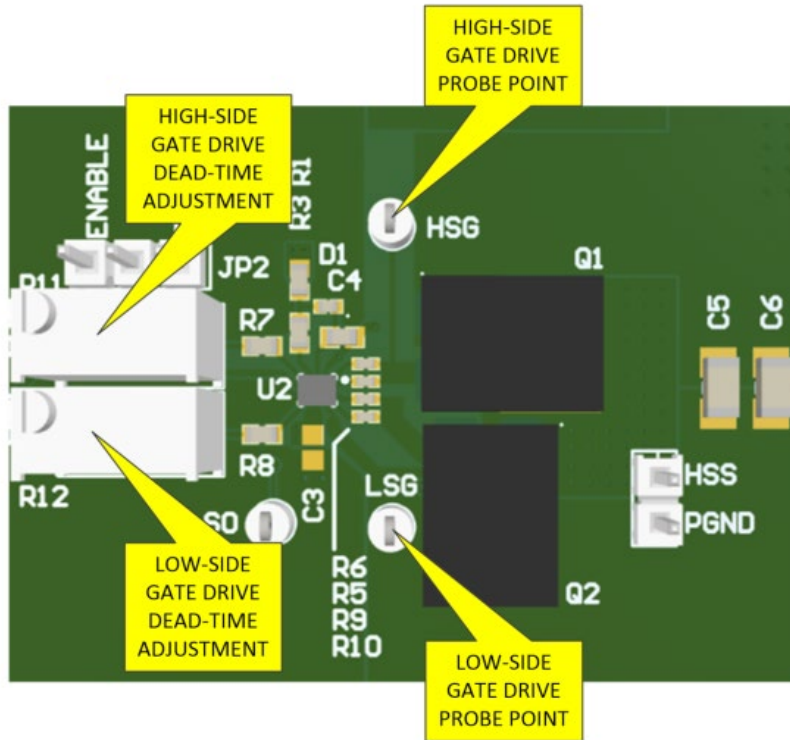 HIGH-SIDE
GATE DRIVE
PROBE POINT
HIGH-SIDE
GATE DRIVE
DEAD-TIME
ADJUSTMENT
ENABLE
R3 R1
HSG
JP2
D1
C4
Q1
R11
R7
C5
C6
U2
R8
R12
LSG
HSS
SO
C3
PGND
R6
R5
R9
R10
Q2
LOW-SIDE
GATE DRIVE
DEAD-TIME
ADJUSTMENT
LOW-SIDE
GATE DRIVE
PROBE POINT